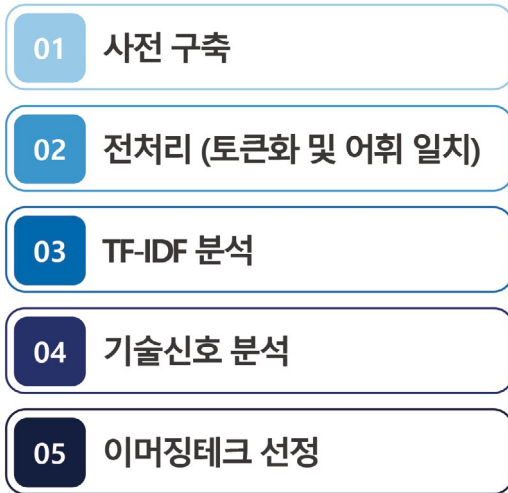 01 사전 구축
02 전처리 (토큰화 및 어휘 일치)
03 TF-IDF 분석
04 기술신호 분석
05 이머징테크 선정